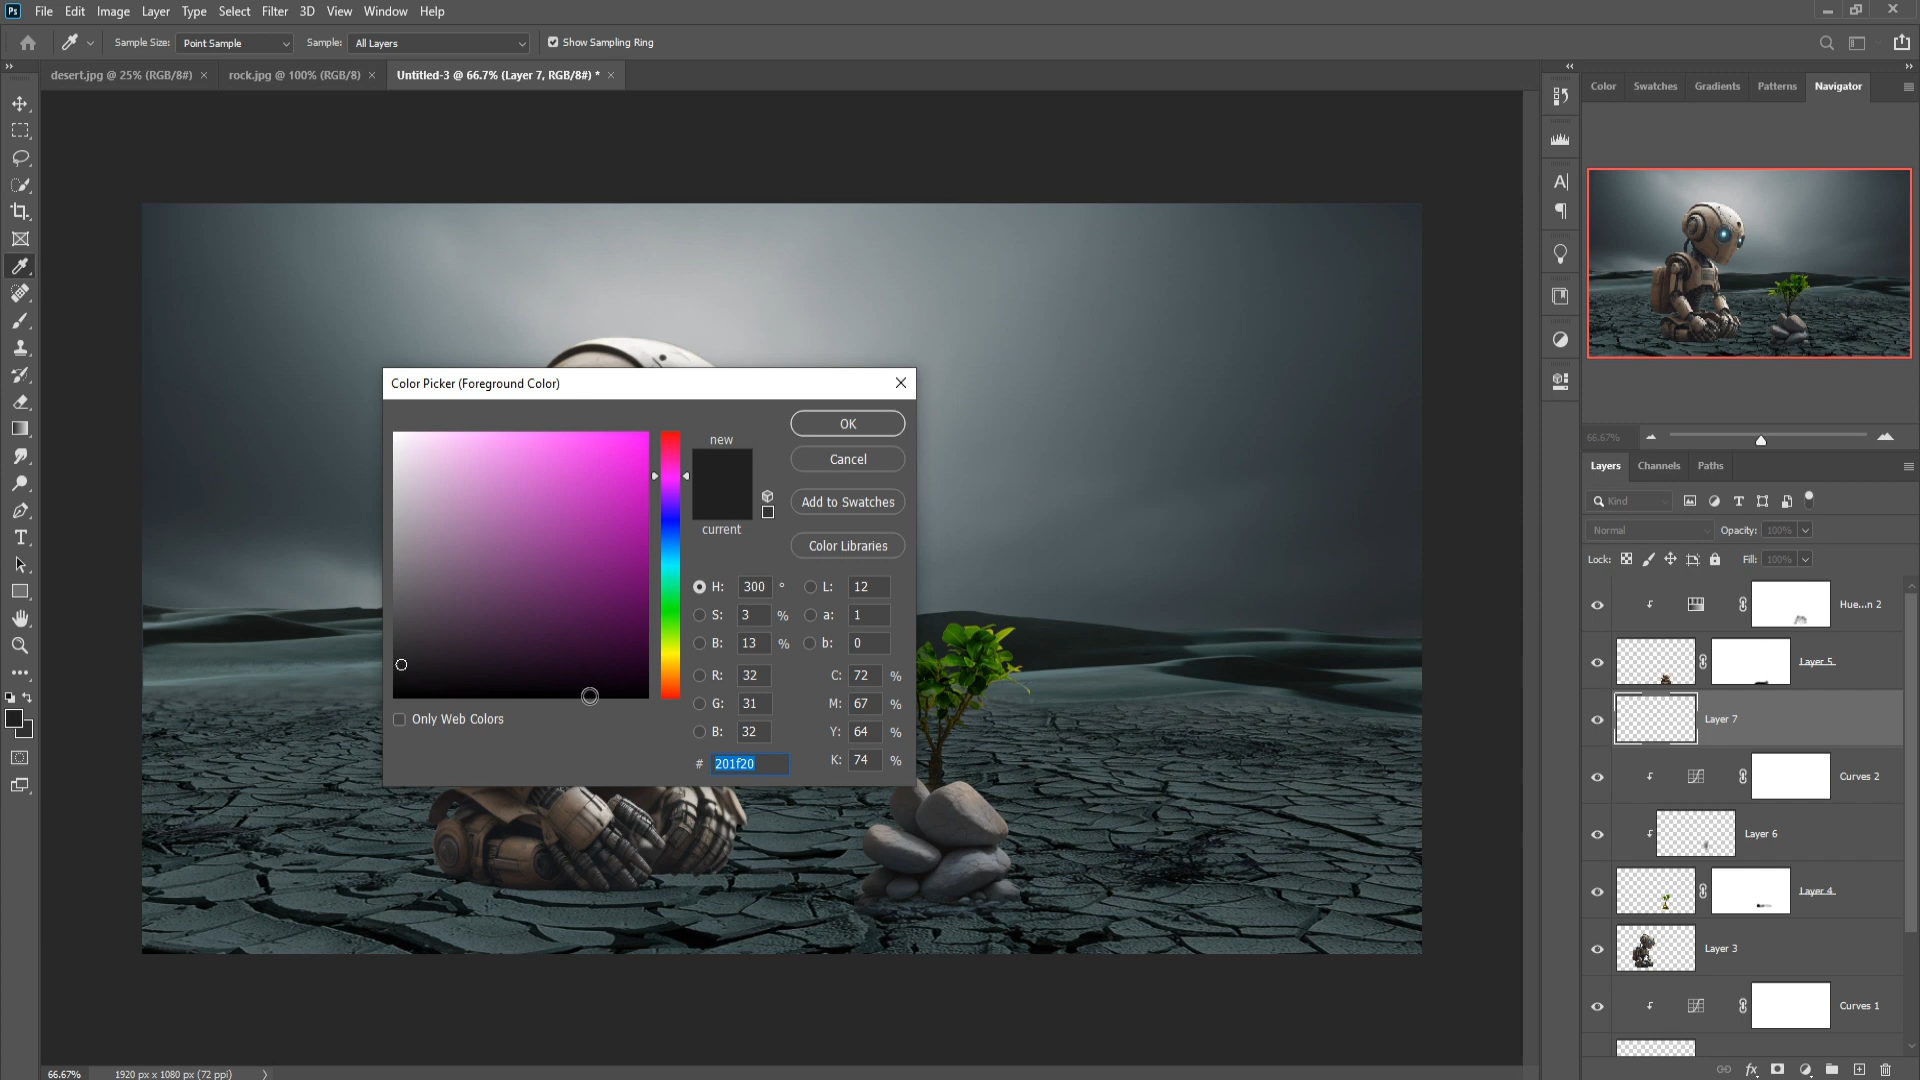 Ps File Edit Image Layer Type Select Filter 3D View Window Help
Sample Size: Point Sample Sample: All Layers Show Sampling Ring
desert.jpg @ 25% (RGB/8#) × rock.jpg @ 100% (RGB/8) × Untitled-3 @ 66.7% (Layer 7, RGB/8#) * ×
Color Swatches Gradients Patterns Navigator
Color Picker (Foreground Color)
new
current
OK
Cancel
Add to Swatches
Color Libraries
H: 300 ° L: 12
S: 3 % a: 1
B: 13 % b: 0
R: 32 C: 72 %
G: 31 M: 67 %
B: 32 Y: 64 %
# 201f20 K: 74 %
Only Web Colors
66.67%
Layers Channels Paths
Kind
Normal Opacity: 100%
Lock: Fill: 100%
Hue...n 2
Layer 5
Layer 7
Curves 2
Layer 6
Layer 4
Layer 3
Curves 1
fx
66.67% 1920 px x 1080 px (72 ppi)